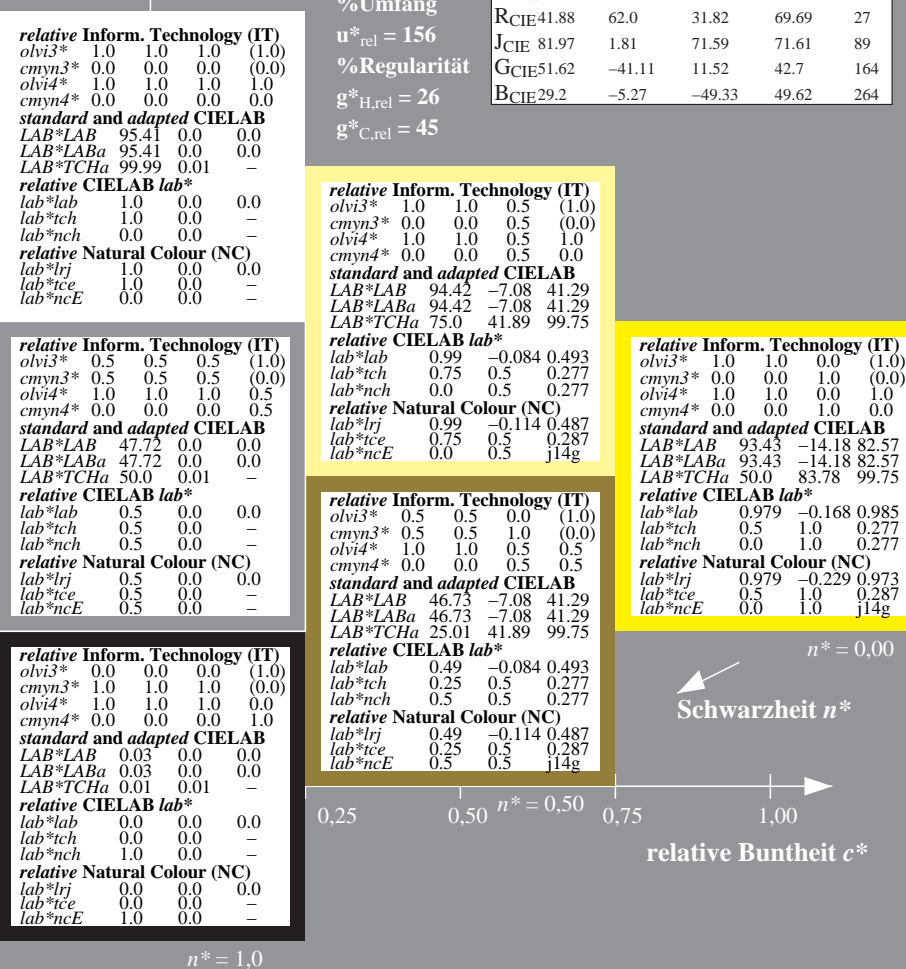 %Umfang
u*rel = 156
%Regularität
g*H,rel = 26
g*C,rel = 45
RCIE 41.88 62.0 31.82 69.69 27
JCIE 81.97 1.81 71.59 71.61 89
GCIE 51.62 −41.11 11.52 42.7 164
BCIE 29.2 −5.27 −49.33 49.62 264
relative Inform. Technology (IT)
olvi3* 1.0 1.0 1.0 (1.0)
cmyn3* 0.0 0.0 0.0 (0.0)
olvi4* 1.0 1.0 1.0 1.0
cmyn4* 0.0 0.0 0.0 0.0
standard and adapted CIELAB
LAB*LAB 95.41 0.0 0.0
LAB*LABa 95.41 0.0 0.0
LAB*TCHa 99.99 0.01 –
relative CIELAB lab*
lab*lab 1.0 0.0 0.0
lab*tch 1.0 0.0 –
lab*nch 0.0 0.0 –
relative Natural Colour (NC)
lab*lrj 1.0 0.0 0.0
lab*tce 1.0 0.0 –
lab*ncE 0.0 0.0 –
relative Inform. Technology (IT)
olvi3* 1.0 1.0 0.5 (1.0)
cmyn3* 0.0 0.0 0.5 (0.0)
olvi4* 1.0 1.0 0.5 1.0
cmyn4* 0.0 0.0 0.5 0.0
standard and adapted CIELAB
LAB*LAB 94.42 −7.08 41.29
LAB*LABa 94.42 −7.08 41.29
LAB*TCHa 75.0 41.89 99.75
relative CIELAB lab*
lab*lab 0.99 −0.084 0.493
lab*tch 0.75 0.5 0.277
lab*nch 0.0 0.5 0.277
relative Natural Colour (NC)
lab*lrj 0.99 −0.114 0.487
lab*tce 0.75 0.5 0.287
lab*ncE 0.0 0.5 j14g
relative Inform. Technology (IT)
olvi3* 0.5 0.5 0.5 (1.0)
cmyn3* 0.5 0.5 0.5 (0.0)
olvi4* 1.0 1.0 1.0 0.5
cmyn4* 0.0 0.0 0.0 0.5
standard and adapted CIELAB
LAB*LAB 47.72 0.0 0.0
LAB*LABa 47.72 0.0 0.0
LAB*TCHa 50.0 0.01 –
relative CIELAB lab*
lab*lab 0.5 0.0 0.0
lab*tch 0.5 0.0 –
lab*nch 0.5 0.0 –
relative Natural Colour (NC)
lab*lrj 0.5 0.0 0.0
lab*tce 0.5 0.0 –
lab*ncE 0.5 0.0 –
relative Inform. Technology (IT)
olvi3* 1.0 1.0 0.0 (1.0)
cmyn3* 0.0 0.0 1.0 (0.0)
olvi4* 1.0 1.0 0.0 1.0
cmyn4* 0.0 0.0 1.0 0.0
standard and adapted CIELAB
LAB*LAB 93.43 −14.18 82.57
LAB*LABa 93.43 −14.18 82.57
LAB*TCHa 50.0 83.78 99.75
relative CIELAB lab*
lab*lab 0.979 −0.168 0.985
lab*tch 0.5 1.0 0.277
lab*nch 0.0 1.0 0.277
relative Natural Colour (NC)
lab*lrj 0.979 −0.229 0.973
lab*tce 0.5 1.0 0.287
lab*ncE 0.0 1.0 j14g
relative Inform. Technology (IT)
olvi3* 0.5 0.5 0.0 (1.0)
cmyn3* 0.5 0.5 1.0 (0.0)
olvi4* 1.0 1.0 0.5 0.5
cmyn4* 0.0 0.0 0.5 0.5
standard and adapted CIELAB
LAB*LAB 46.73 −7.08 41.29
LAB*LABa 46.73 −7.08 41.29
LAB*TCHa 25.01 41.89 99.75
relative CIELAB lab*
lab*lab 0.49 −0.084 0.493
lab*tch 0.25 0.5 0.277
lab*nch 0.5 0.5 0.277
relative Natural Colour (NC)
lab*lrj 0.49 −0.114 0.487
lab*tce 0.25 0.5 0.287
lab*ncE 0.5 0.5 j14g
relative Inform. Technology (IT)
olvi3* 0.0 0.0 0.0 (1.0)
cmyn3* 1.0 1.0 1.0 (0.0)
olvi4* 1.0 1.0 1.0 0.0
cmyn4* 0.0 0.0 0.0 1.0
standard and adapted CIELAB
LAB*LAB 0.03 0.0 0.0
LAB*LABa 0.03 0.0 0.0
LAB*TCHa 0.01 0.01 –
relative CIELAB lab*
lab*lab 0.0 0.0 0.0
lab*tch 0.0 0.0 –
lab*nch 1.0 0.0 –
relative Natural Colour (NC)
lab*lrj 0.0 0.0 0.0
lab*tce 0.0 0.0 –
lab*ncE 1.0 0.0 –
n* = 0,00
Schwarzheit n*
n* = 0,50
0,25 0,50 0,75 1,00
relative Buntheit c*
n* = 1,0